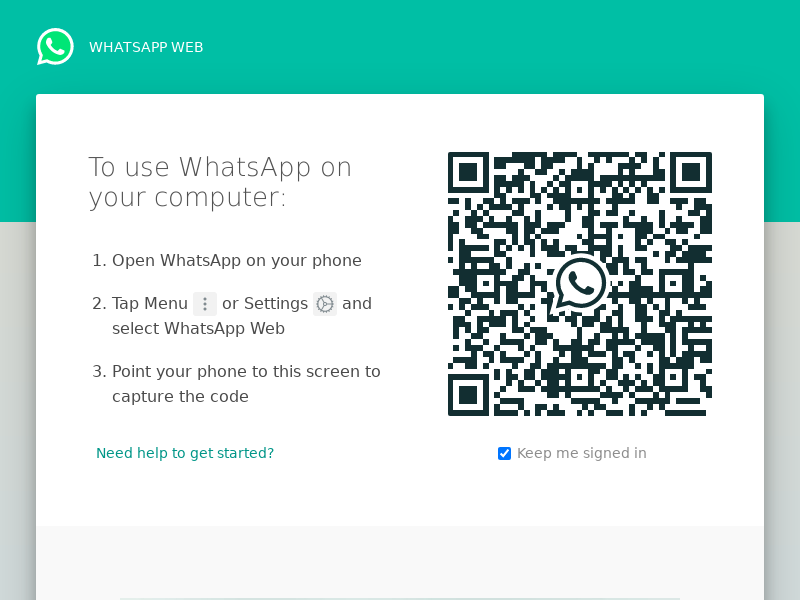 WHATSAPP WEB
To use WhatsApp on
your computer:
1. Open WhatsApp on your phone
2. Tap Menu or Settings and
select WhatsApp Web
3. Point your phone to this screen to
capture the code
Need help to get started?
Keep me signed in